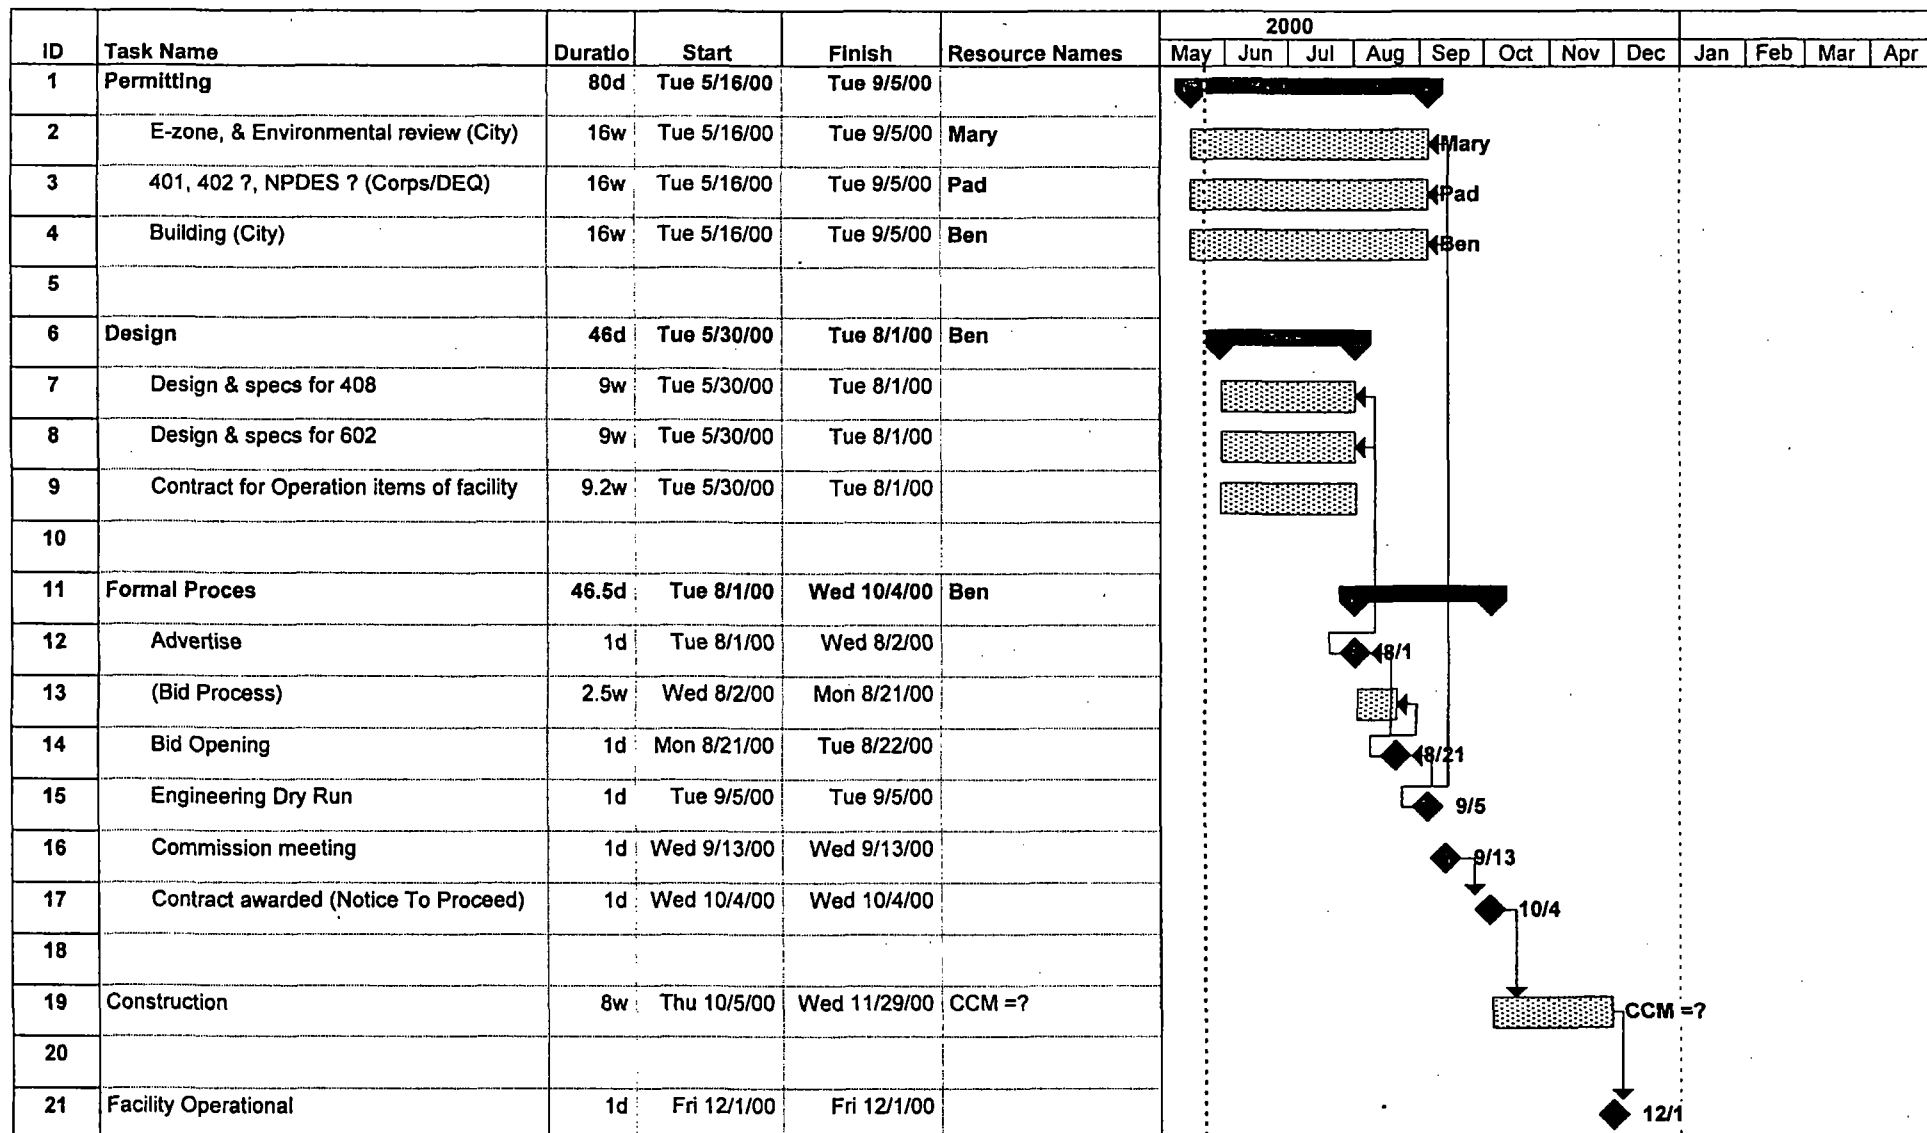 2000
ID Task Name Duratio Start Finish Resource Names May Jun Jul Aug Sep Oct Nov Dec Jan Feb Mar Apr
1 Permitting 80d Tue 5/16/00 Tue 9/5/00
2 E-zone, & Environmental review (City) 16w Tue 5/16/00 Tue 9/5/00 Mary Mary
3 401, 402 ?, NPDES ? (Corps/DEQ) 16w Tue 5/16/00 Tue 9/5/00 Pad Pad
4 Building (City) 16w Tue 5/16/00 Tue 9/5/00 Ben Ben
5
6 Design 46d Tue 5/30/00 Tue 8/1/00 Ben
7 Design & specs for 408 9w Tue 5/30/00 Tue 8/1/00
8 Design & specs for 602 9w Tue 5/30/00 Tue 8/1/00
9 Contract for Operation items of facility 9.2w Tue 5/30/00 Tue 8/1/00
10
11 Formal Proces 46.5d Tue 8/1/00 Wed 10/4/00 Ben
12 Advertise 1d Tue 8/1/00 Wed 8/2/00 8/1
13 (Bid Process) 2.5w Wed 8/2/00 Mon 8/21/00
14 Bid Opening 1d Mon 8/21/00 Tue 8/22/00 8/21
15 Engineering Dry Run 1d Tue 9/5/00 Tue 9/5/00 9/5
16 Commission meeting 1d Wed 9/13/00 Wed 9/13/00 9/13
17 Contract awarded (Notice To Proceed) 1d Wed 10/4/00 Wed 10/4/00 10/4
18
19 Construction 8w Thu 10/5/00 Wed 11/29/00 CCM =? CCM =?
20
21 Facility Operational 1d Fri 12/1/00 Fri 12/1/00 12/1